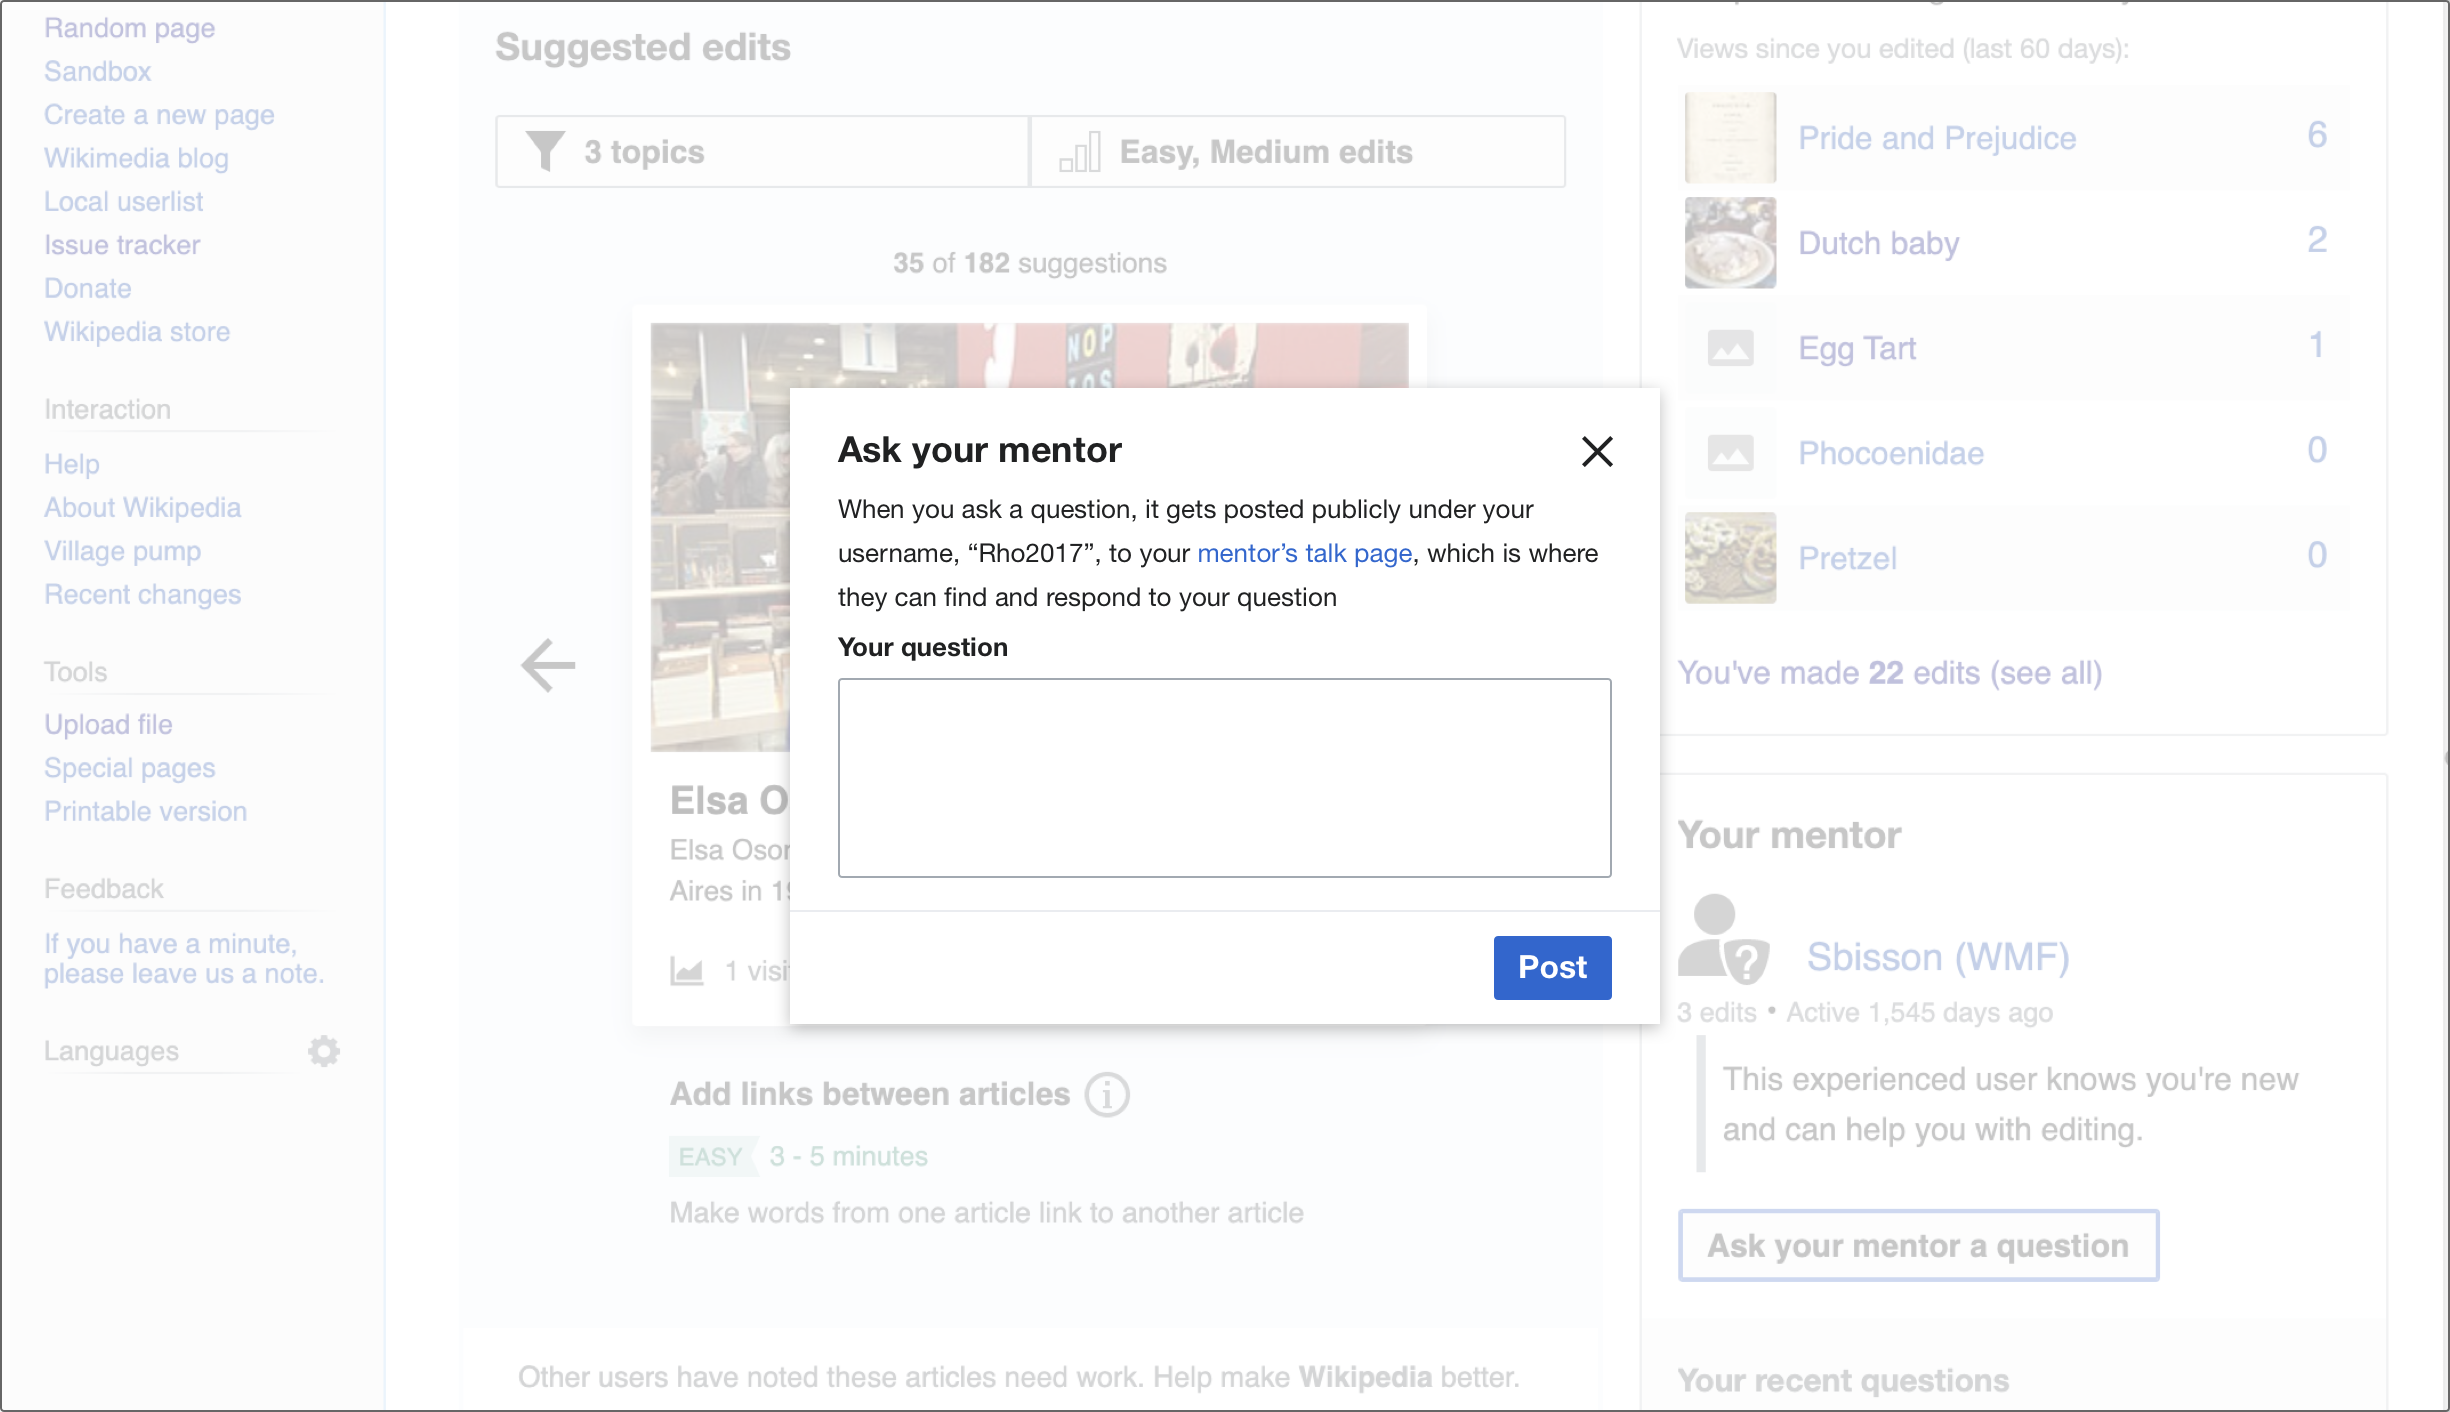 Random page
Sandbox
Create a new page
Wikimedia blog
Local userlist
Issue tracker
Donate
Wikipedia store
Interaction
Help
About Wikipedia
Village pump
Recent changes
Tools
Upload file
Special pages
Printable version
Feedback
If you have a minute,
please leave us a note.
Languages
Suggested edits
3 topics
Easy, Medium edits
35 of 182 suggestions
i
NOP
Elsa O
Elsa Osor
Aires in 19
1 visi
Ask your mentor
When you ask a question, it gets posted publicly under your
username, “Rho2017”, to your mentor’s talk page, which is where
they can find and respond to your question
Your question
Post
Add links between articles
EASY 3 - 5 minutes
Make words from one article link to another article
Other users have noted these articles need work. Help make Wikipedia better.
Views since you edited (last 60 days):
Pride and Prejudice 6
Dutch baby 2
Egg Tart 1
Phocoenidae 0
Pretzel 0
You've made 22 edits (see all)
Your mentor
Sbisson (WMF)
3 edits • Active 1,545 days ago
This experienced user knows you're new
and can help you with editing.
Ask your mentor a question
Your recent questions